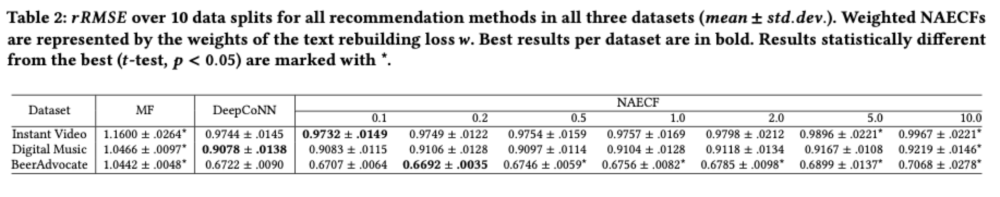 Table 2: rRMSE over 10 data splits for all recommendation methods in all three datasets (mean ± std.dev.). Weighted NAECFs
are represented by the weights of the text rebuilding loss w. Best results per dataset are in bold. Results statistically different
from the best (t-test, p < 0.05) are marked with *.
Dataset MF DeepCoNN NAECF
0.1 0.2 0.5 1.0 2.0 5.0 10.0
Instant Video 1.1600 ± .0264* 0.9744 ± .0145 0.9732 ± .0149 0.9749 ± .0122 0.9754 ± .0159 0.9757 ± .0169 0.9798 ± .0212 0.9896 ± .0221* 0.9967 ± .0221*
Digital Music 1.0466 ± .0097* 0.9078 ± .0138 0.9083 ± .0115 0.9106 ± .0128 0.9097 ± .0114 0.9104 ± .0128 0.9118 ± .0134 0.9167 ± .0108 0.9219 ± .0146*
BeerAdvocate 1.0442 ± .0048* 0.6722 ± .0090 0.6707 ± .0064 0.6692 ± .0035 0.6746 ± .0059* 0.6756 ± .0082* 0.6785 ± .0098* 0.6899 ± .0137* 0.7068 ± .0278*